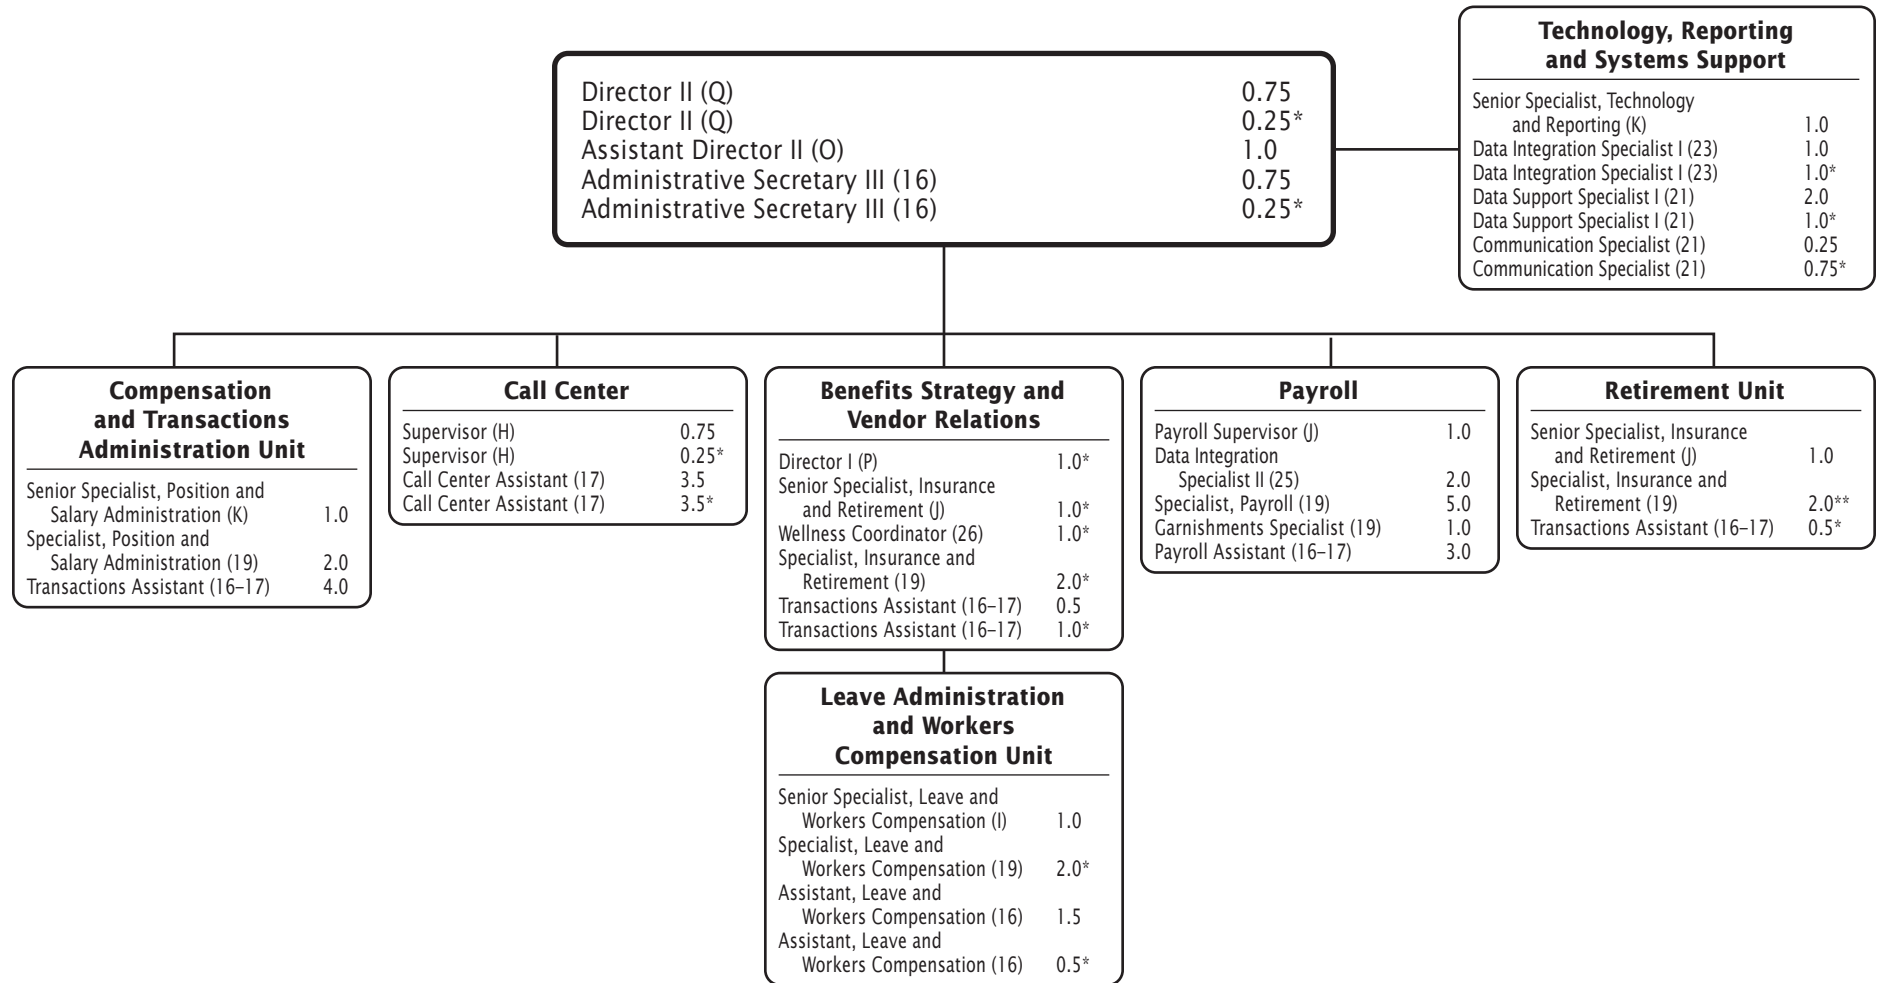 Technology, Reporting
and Systems Support
Senior Specialist, Technology
and Reporting (K) 1.0
Data Integration Specialist I (23) 1.0
Data Integration Specialist I (23) 1.0*
Data Support Specialist I (21) 2.0
Data Support Specialist I (21) 1.0*
Communication Specialist (21) 0.25
Communication Specialist (21) 0.75*
Director II (Q) 0.75
Director II (Q) 0.25*
Assistant Director II (O) 1.0
Administrative Secretary III (16) 0.75
Administrative Secretary III (16) 0.25*
Compensation
and Transactions
Administration Unit
Senior Specialist, Position and
Salary Administration (K) 1.0
Specialist, Position and
Salary Administration (19) 2.0
Transactions Assistant (16–17) 4.0
Call Center
Supervisor (H) 0.75
Supervisor (H) 0.25*
Call Center Assistant (17) 3.5
Call Center Assistant (17) 3.5*
Benefits Strategy and
Vendor Relations
Director I (P) 1.0*
Senior Specialist, Insurance
and Retirement (J) 1.0*
Wellness Coordinator (26) 1.0*
Specialist, Insurance and
Retirement (19) 2.0*
Transactions Assistant (16–17) 0.5
Transactions Assistant (16–17) 1.0*
Payroll
Payroll Supervisor (J) 1.0
Data Integration
Specialist II (25) 2.0
Specialist, Payroll (19) 5.0
Garnishments Specialist (19) 1.0
Payroll Assistant (16–17) 3.0
Retirement Unit
Senior Specialist, Insurance
and Retirement (J) 1.0
Specialist, Insurance and
Retirement (19) 2.0**
Transactions Assistant (16–17) 0.5*
Leave Administration
and Workers
Compensation Unit
Senior Specialist, Leave and
Workers Compensation (I) 1.0
Specialist, Leave and
Workers Compensation (19) 2.0*
Assistant, Leave and
Workers Compensation (16) 1.5
Assistant, Leave and
Workers Compensation (16) 0.5*